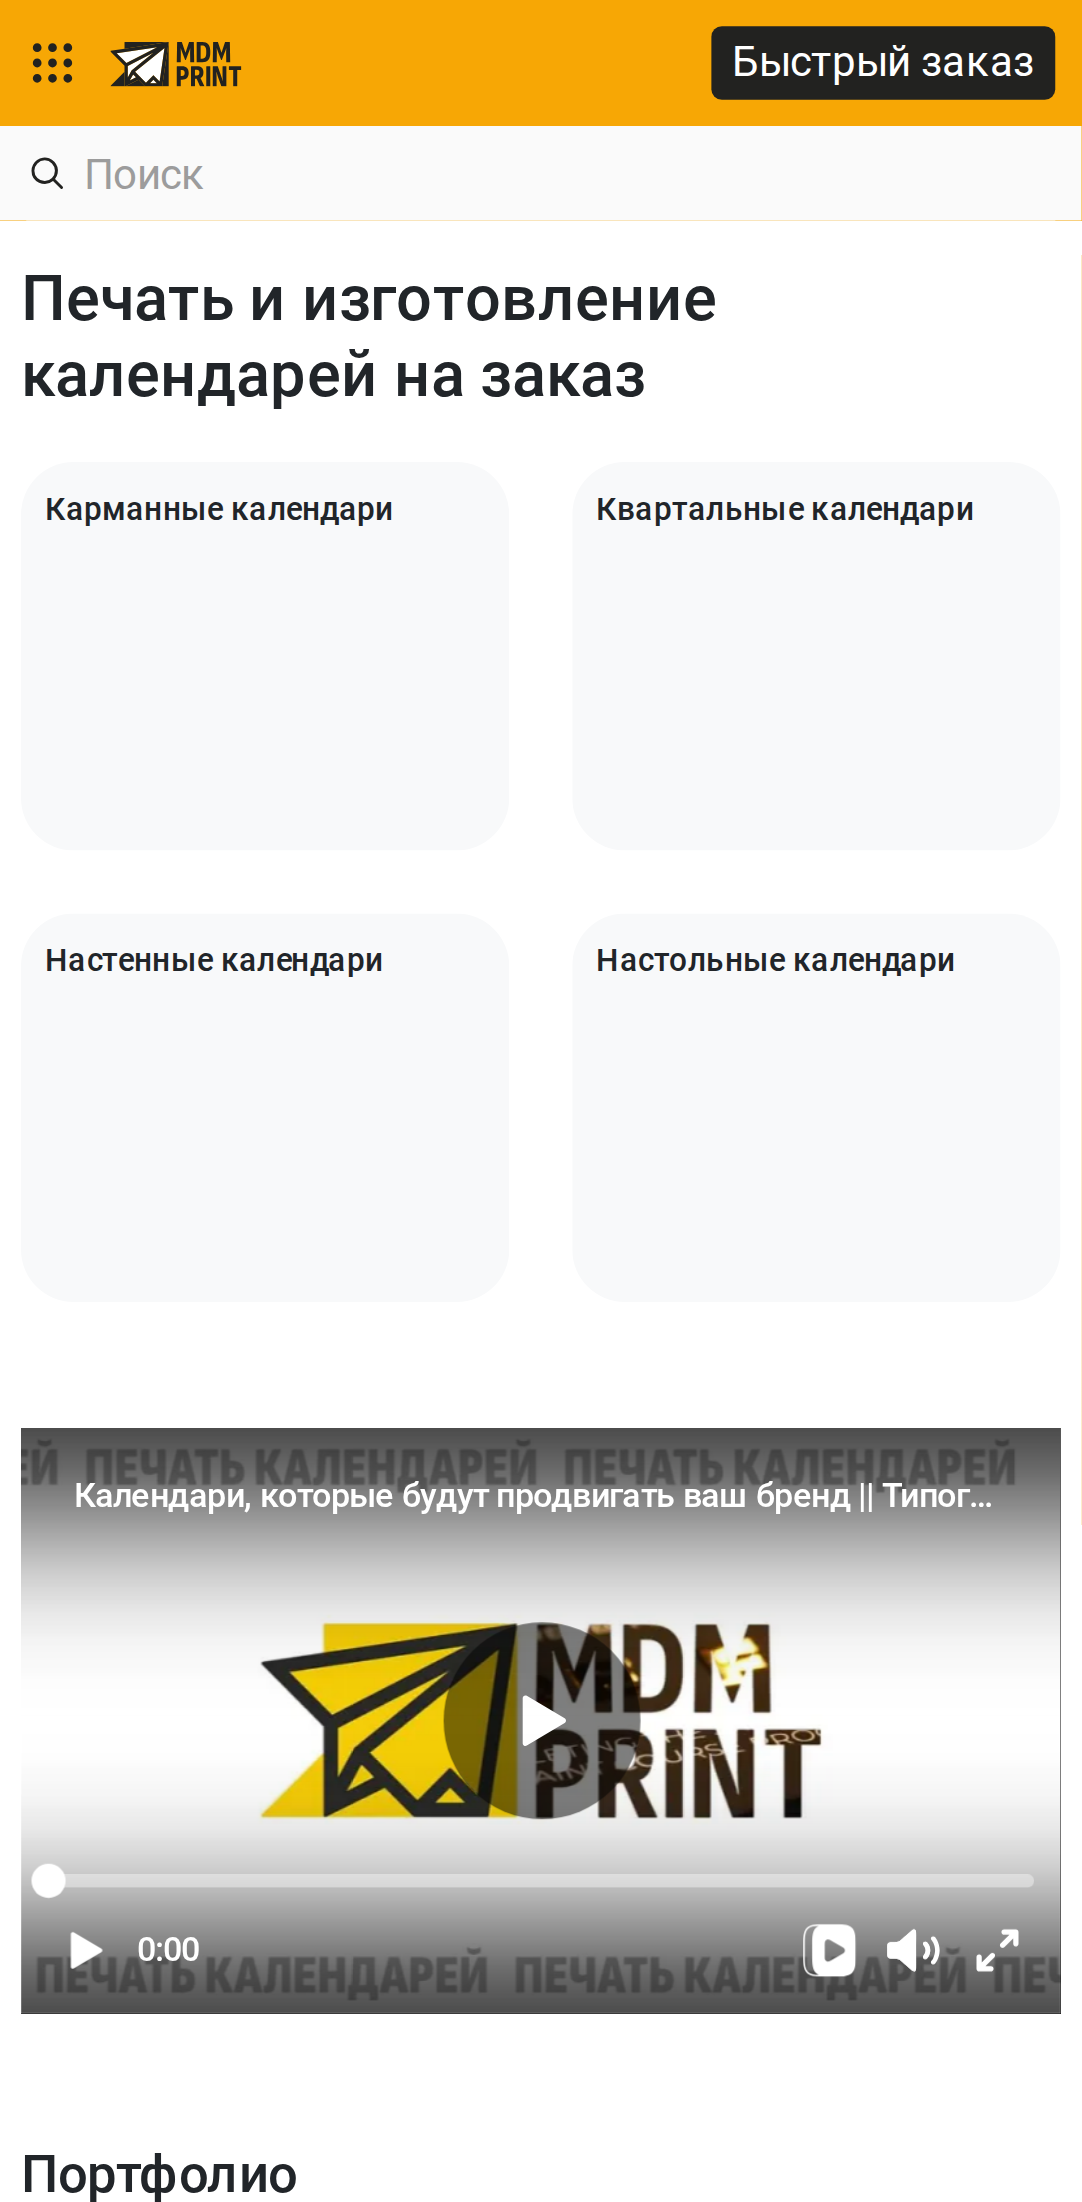 MDM
PRINT
Быстрый заказ
Поиск
Печать и изготовление
календарей на заказ
Карманные календари
Квартальные календари
Настенные календари
Настольные календари
ЕЙ ПЕЧАТЬ КАЛЕНДАРЕЙ ПЕЧАТЬ КАЛЕНДАРЕЙ
Календари, которые будут продвигать ваш бренд || Типог...
MDM
PRINT
0:00
ПЕЧАТЬ КАЛЕНДАРЕЙ ПЕЧАТЬ КАЛЕНДАРЕЙ ПЕЧ
Портфолио